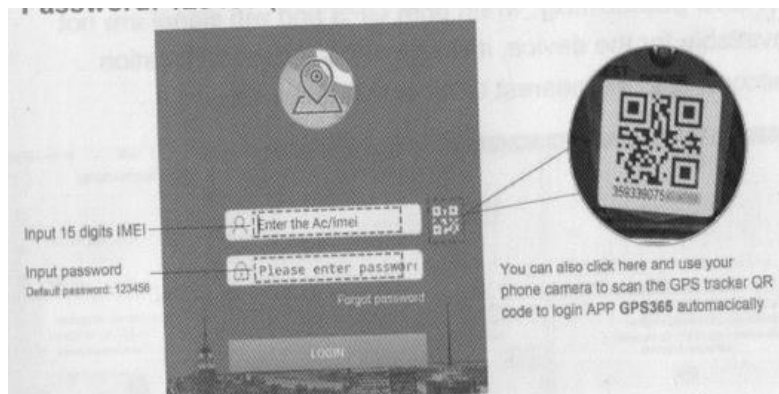 Input 15 digits IMEI
Enter the Ac/imei
Input password
Default password: 123456
Please enter passwor
Forgot password
LOGIN
359339075
You can also click here and use your
phone camera to scan the GPS tracker QR
code to login APP GPS365 automacically